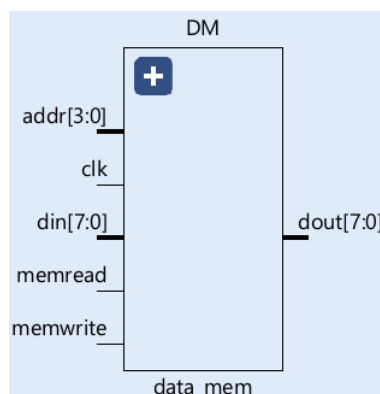 DM
addr[3:0]
clk
din[7:0]
dout[7:0]
memread
memwrite
data_mem